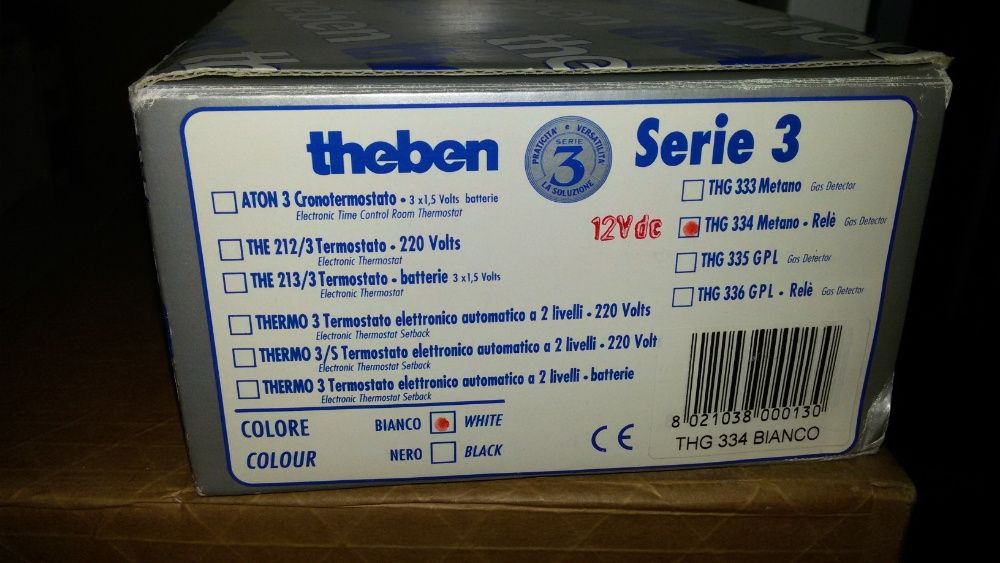 theben
PRATICITA' e VERSATILITA'
SERIE
3
LA SOLUZIONE
Serie 3
ATON 3 Cronotermostato • 3 x1,5 Volts batterie
Electronic Time Control Room Thermostat
THE 212/3 Termostato • 220 Volts
Electronic Thermostat
THE 213/3 Termostato • batterie 3 x1,5 Volts
Electronic Thermostat
THERMO 3 Termostato elettronico automatico a 2 livelli • 220 Volts
Electronic Thermostat Setback
THERMO 3/S Termostato elettronico automatico a 2 livelli • 220 Volt
Electronic Thermostat Setback
THERMO 3 Termostato elettronico automatico a 2 livelli • batterie
Electronic Thermostat Setback
THG 333 Metano Gas Detector
12Vdc THG 334 Metano • Relè Gas Detector
THG 335 GPL Gas Detector
THG 336 GPL • Relè Gas Detector
COLORE BIANCO WHITE
COLOUR NERO BLACK
CE
8 021038 000130
THG 334 BIANCO